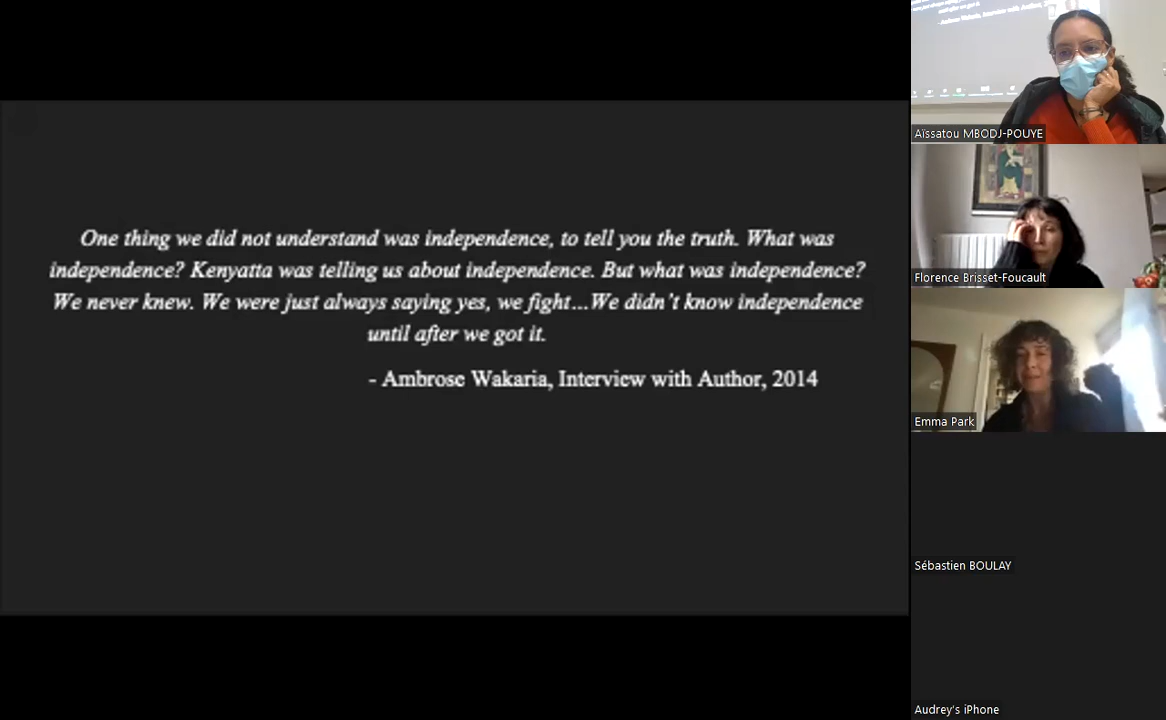 One thing we did not understand was independence, to tell you the truth. What was
independence? Kenyatta was telling us about independence. But what was independence?
We never knew. We were just always saying yes, we fight...We didn't know independence
until after we got it.
- Ambrose Wakaria, Interview with Author, 2014
Aïssatou MBODJ-POUYE
Florence Brisset-Foucault
Emma Park
Sébastien BOULAY
Audrey's iPhone